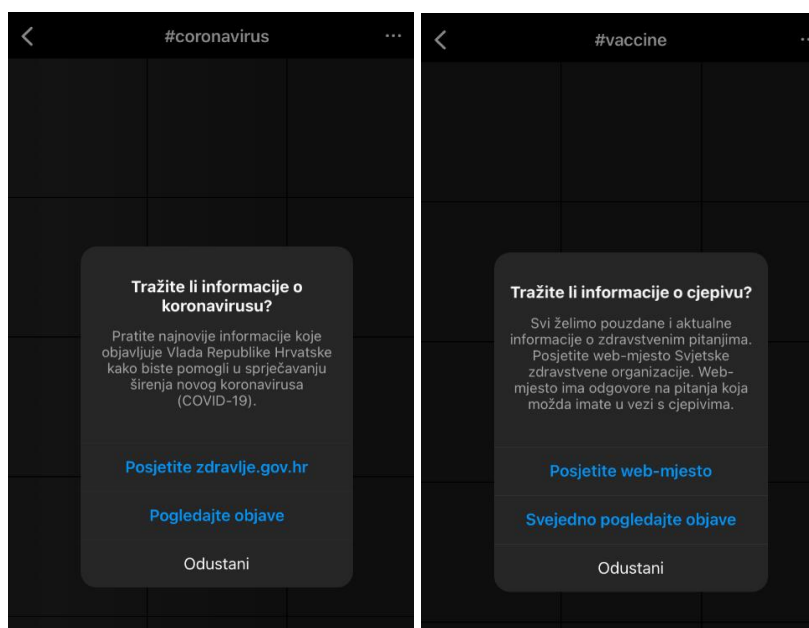 #coronavirus
Tražite li informacije o
koronavirusu?
Pratite najnovije informacije koje
objavljuje Vlada Republike Hrvatske
kako biste pomogli u sprječavanju
širenja novog koronavirusa
(COVID-19).
Posjetite zdravlje.gov.hr
Pogledajte objave
Odustani
#vaccine
Tražite li informacije o cjepivu?
Svi želimo pouzdane i aktualne
informacije o zdravstvenim pitanjima.
Posjetite web-mjesto Svjetske
zdravstvene organizacije. Web-
mjesto ima odgovore na pitanja koja
možda imate u vezi s cjepivima.
Posjetite web-mjesto
Svejedno pogledajte objave
Odustani